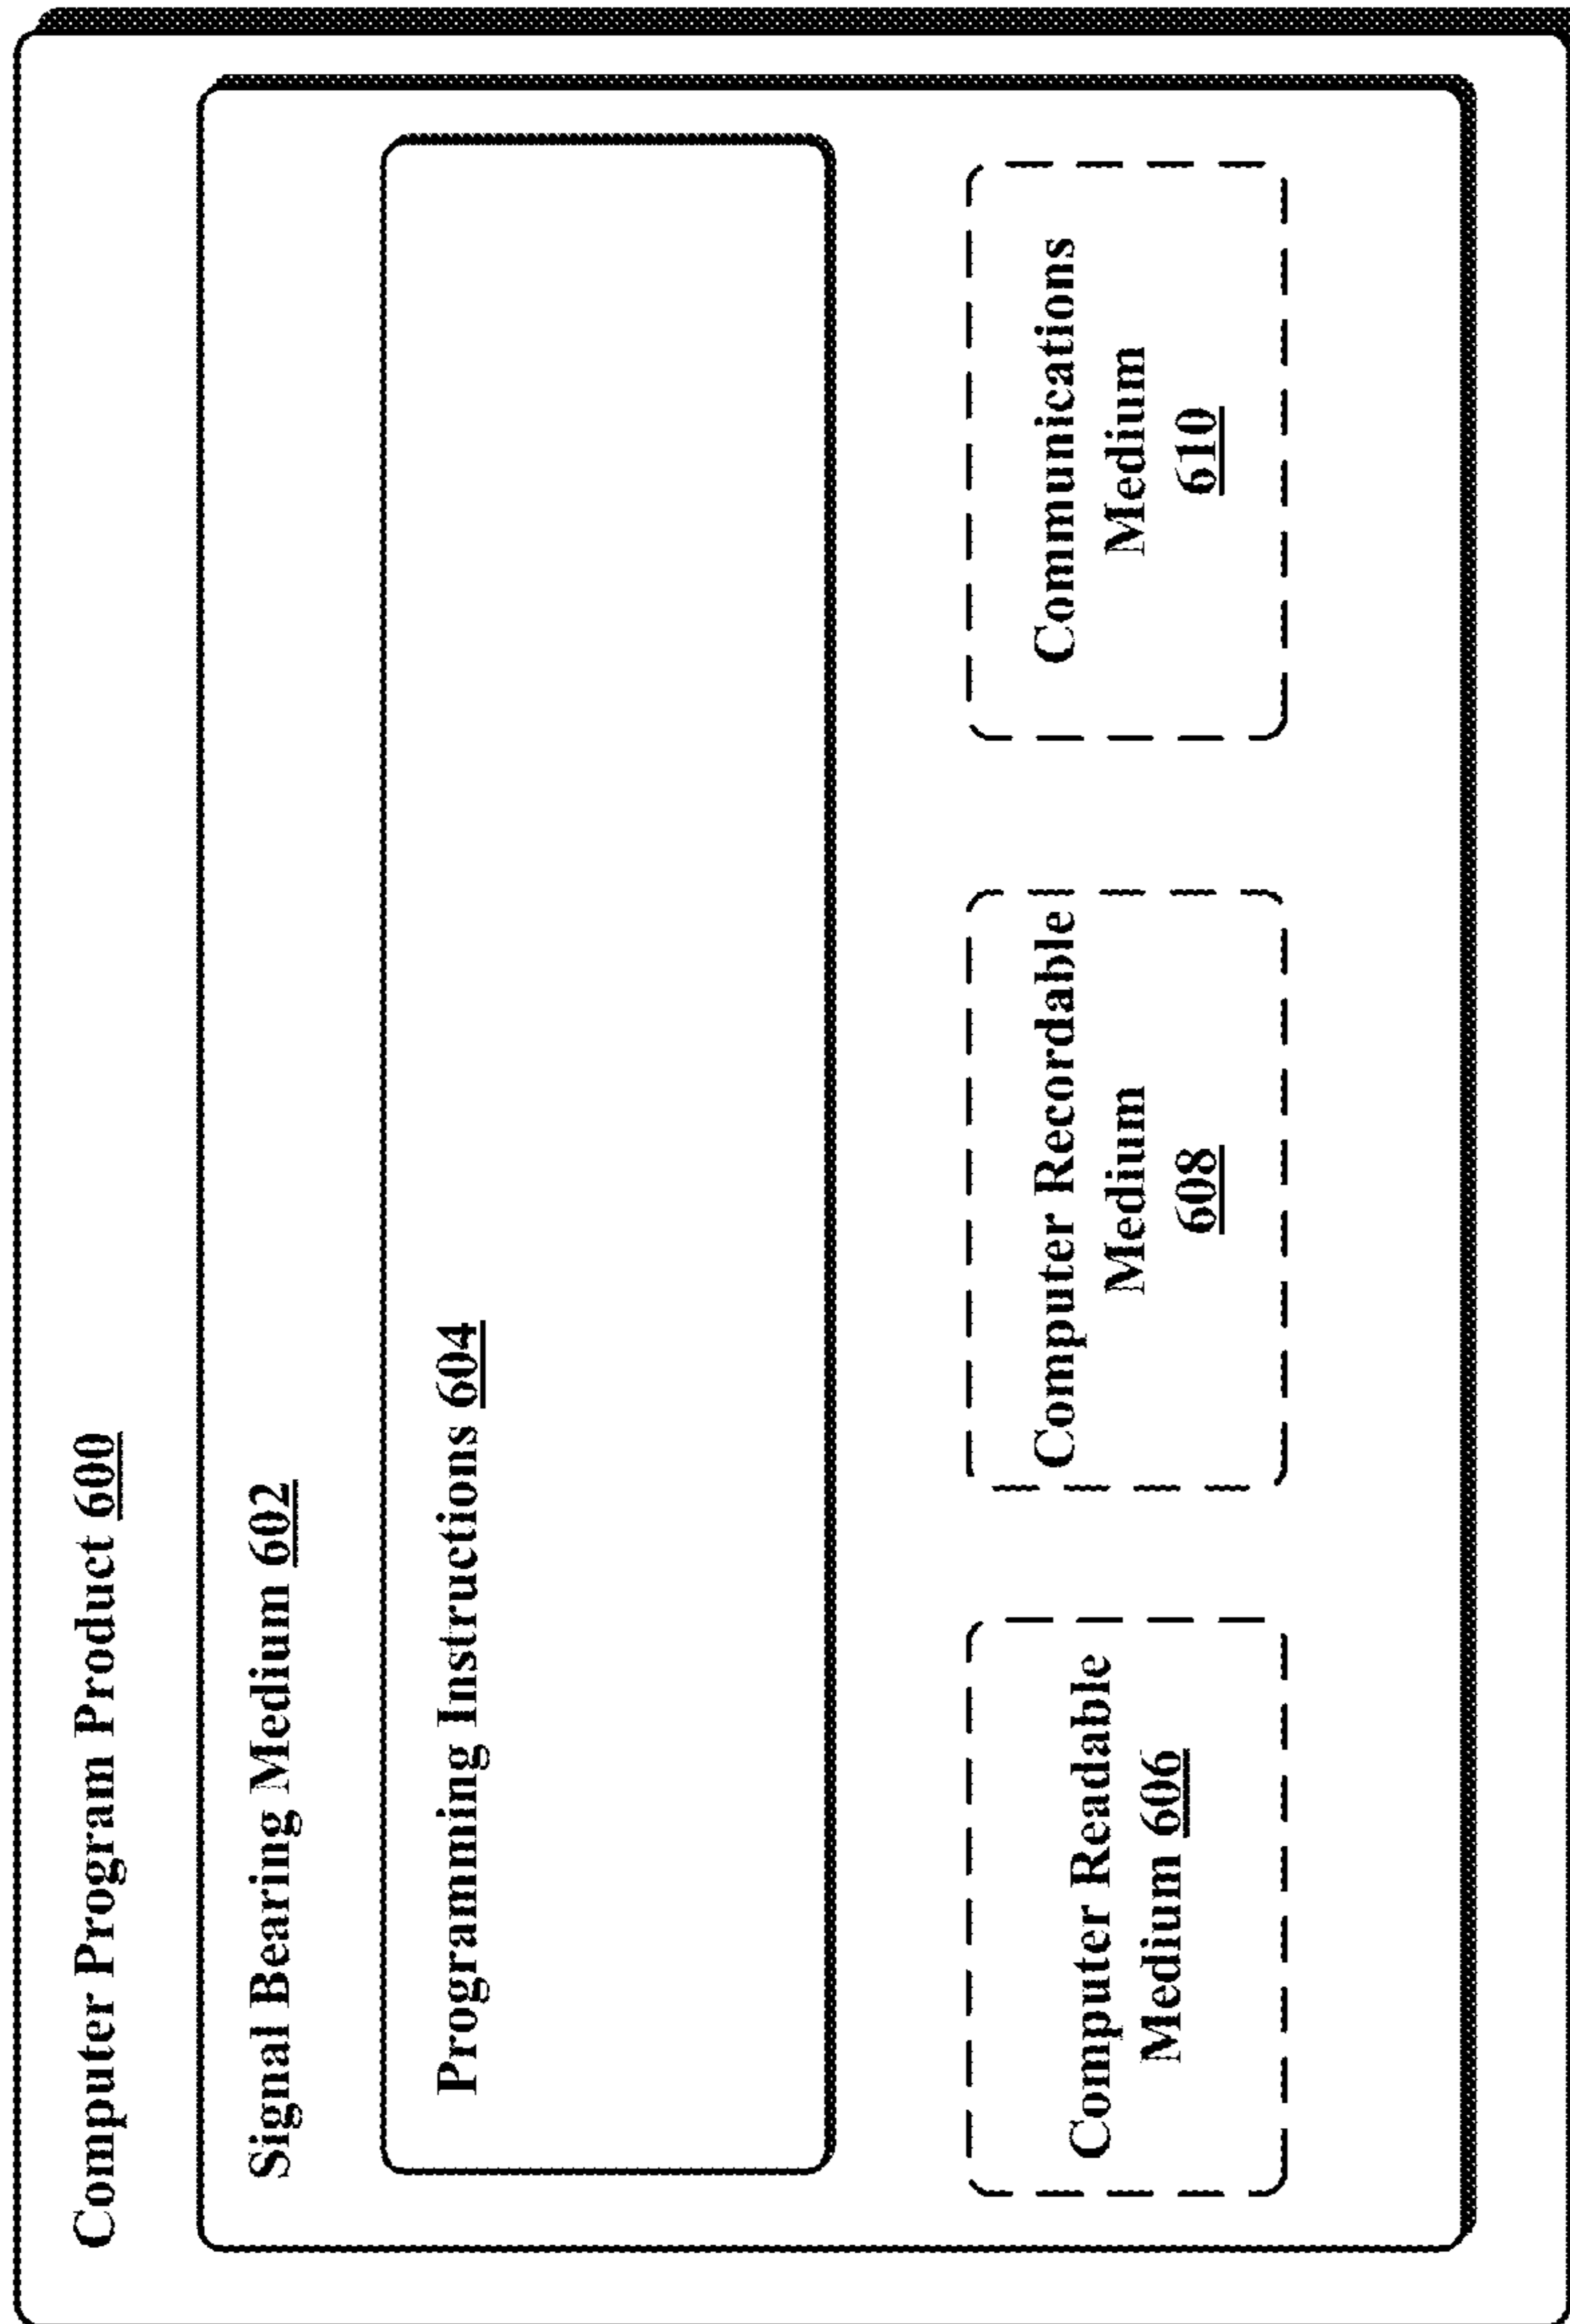 Computer Program Product 600
Signal Bearing Medium 602
Programming Instructions 604
Computer Readable
Medium 606
Computer Recordable
Medium
608
Communications
Medium
610